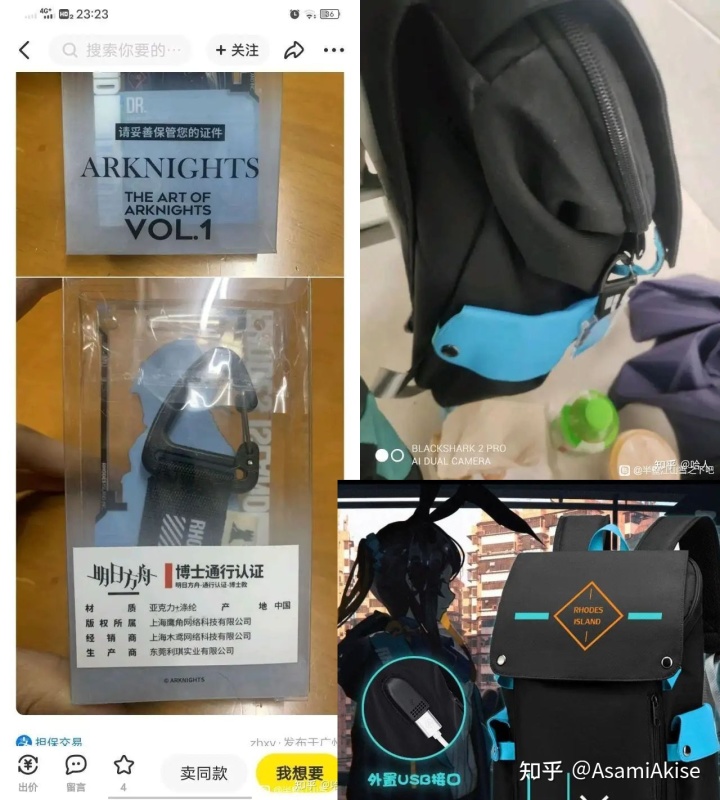 4G+
HD 2 23:23
搜索你要的…
+ 关注
DR.
请妥善保管您的证件
ARKNIGHTS
THE ART OF
ARKNIGHTS
VOL.1
RHO
明日方舟
博士通行认证
明日方舟-通行认证-博士款
材质 亚克力+涤纶 产地 中国
版权所属 上海鹰角网络科技有限公司
经销商 上海木鸢网络科技有限公司
生产商 东莞利琪实业有限公司
© ARKNIGHTS
担保交易
zhxy · 发布于广州
出价
留言
4
卖同款
我想要
BLACKSHARK 2 PRO
AI DUAL CAMERA
知乎 @哈人
RHODES
ISLAND
外置USB接口
知乎 @AsamiAkise